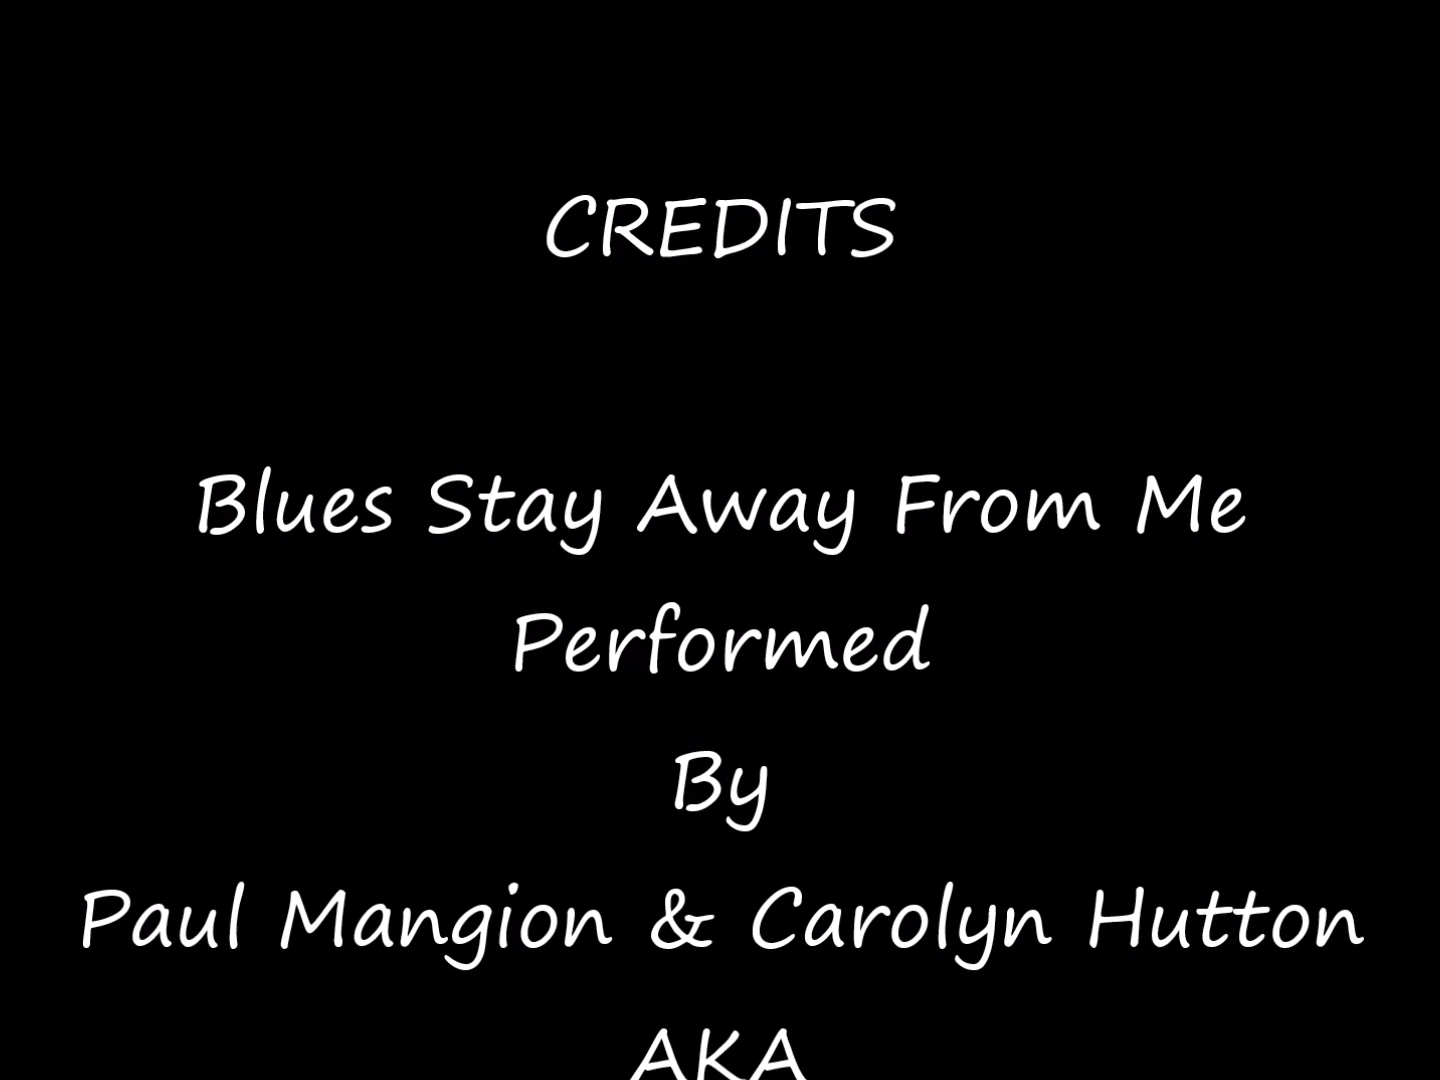 CREDITS
Blues Stay Away From Me
Performed
By
Paul Mangion & Carolyn Hutton
AKA